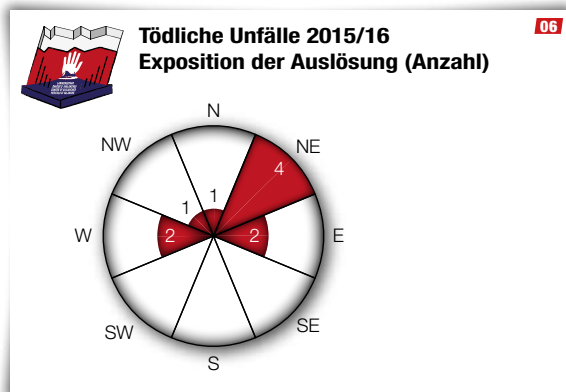 Tödliche Unfälle 2015/16
Exposition der Auslösung (Anzahl)
06
N
NW
NE
4
1
1
W
2
2
E
SW
SE
S